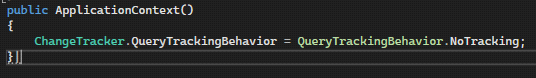 public ApplicationContext()
{
ChangeTracker.QueryTrackingBehavior = QueryTrackingBehavior.NoTracking;
}